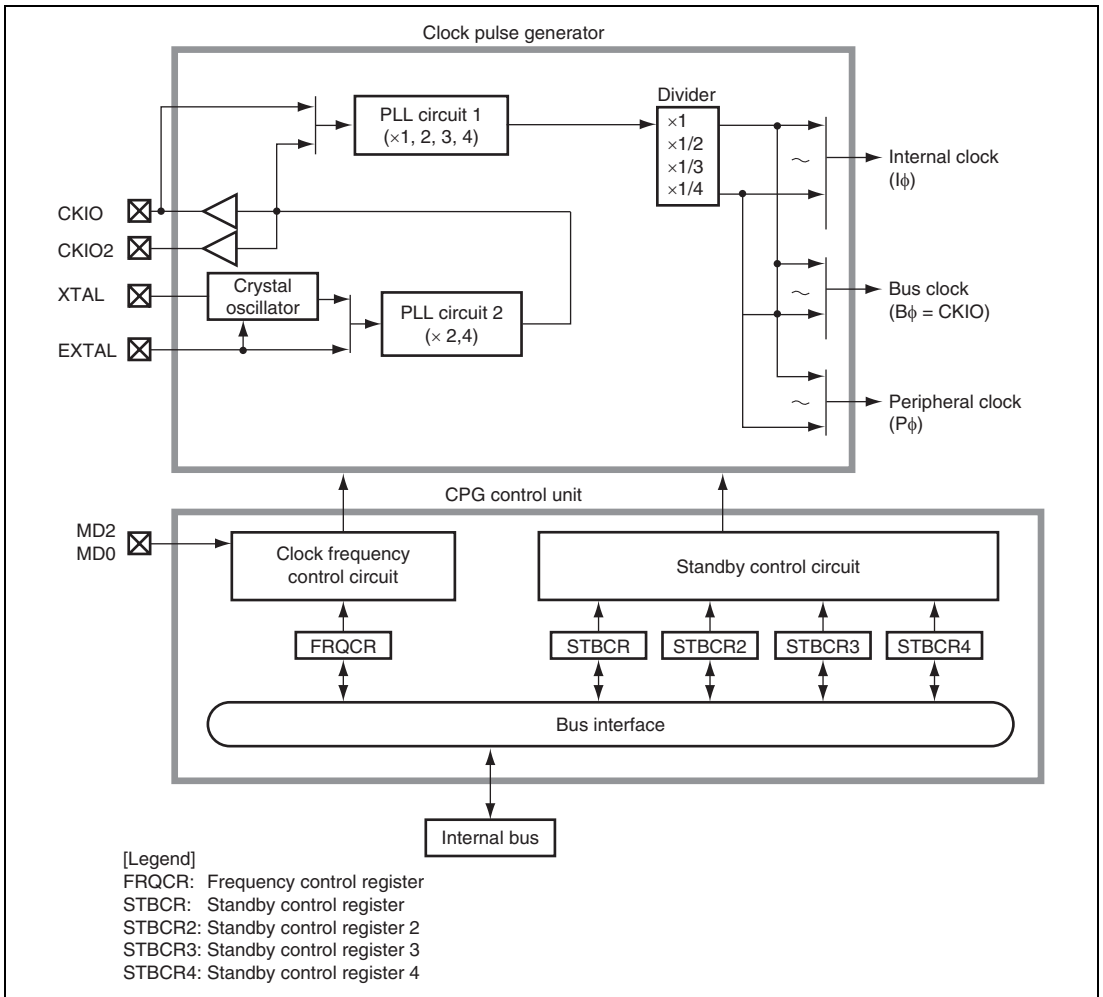 Clock pulse generator
PLL circuit 1
(×1, 2, 3, 4)
Divider
×1
×1/2
×1/3
×1/4
~
Internal clock
(Iϕ)
CKIO
CKIO2
XTAL
EXTAL
Crystal
oscillator
PLL circuit 2
(× 2,4)
~
Bus clock
(Bϕ = CKIO)
~
Peripheral clock
(Pϕ)
CPG control unit
MD2
MD0
Clock frequency
control circuit
Standby control circuit
FRQCR
STBCR
STBCR2
STBCR3
STBCR4
Bus interface
Internal bus
[Legend]
FRQCR: Frequency control register
STBCR: Standby control register
STBCR2: Standby control register 2
STBCR3: Standby control register 3
STBCR4: Standby control register 4